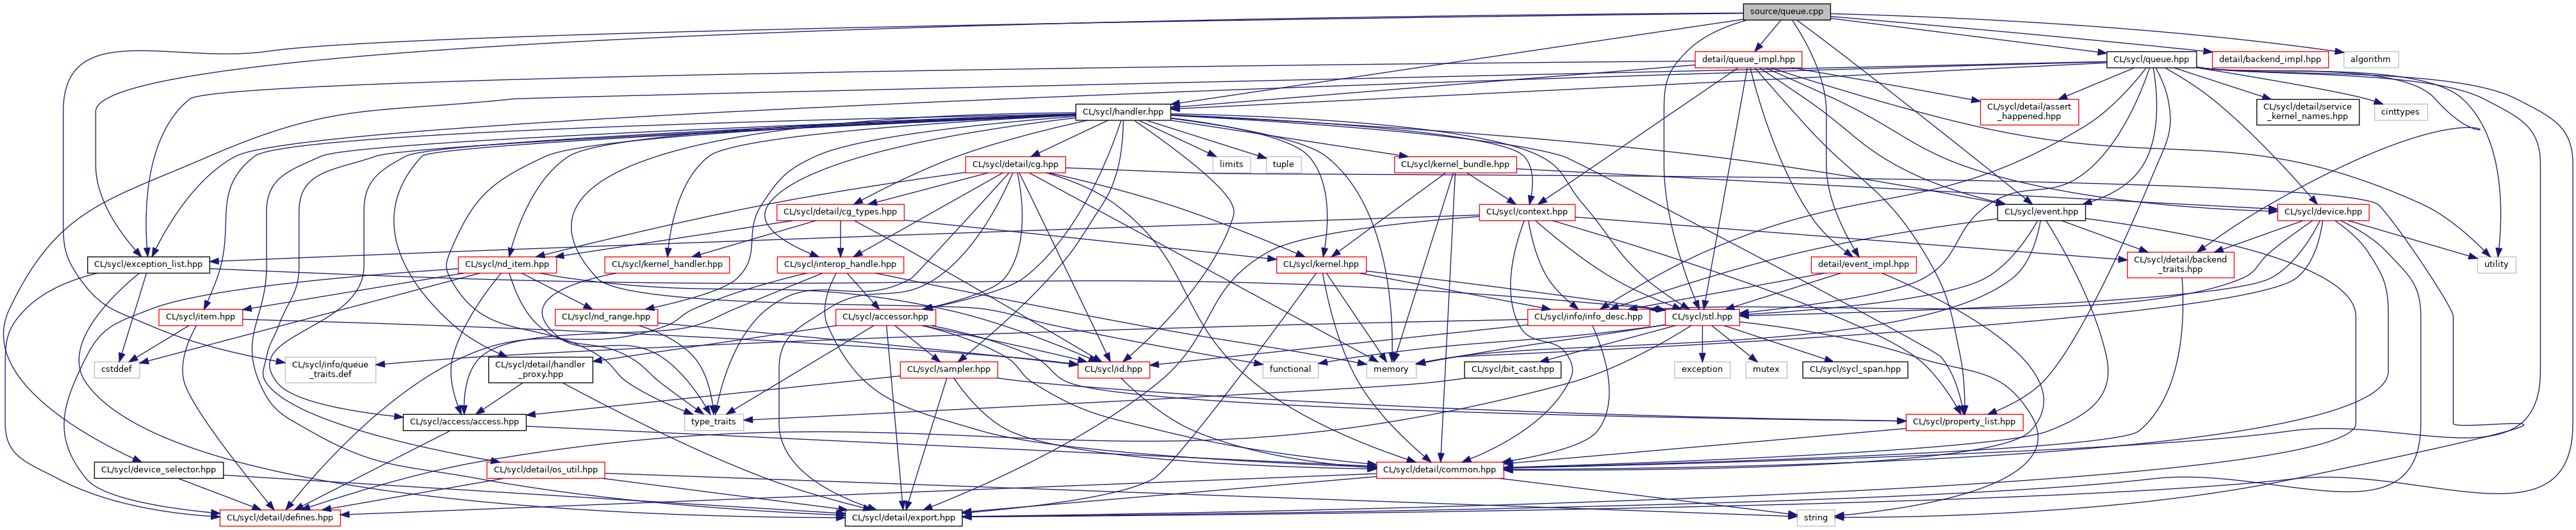 source/queue.cpp
detail/queue_impl.hpp
CL/sycl/queue.hpp
detail/backend_impl.hpp
algorithm
CL/sycl/handler.hpp
CL/sycl/detail/assert
_happened.hpp
CL/sycl/detail/service
_kernel_names.hpp
cinttypes
CL/sycl/detail/cg.hpp
limits
tuple
CL/sycl/kernel_bundle.hpp
CL/sycl/detail/cg_types.hpp
CL/sycl/context.hpp
CL/sycl/event.hpp
CL/sycl/device.hpp
CL/sycl/exception_list.hpp
CL/sycl/nd_item.hpp
CL/sycl/kernel_handler.hpp
CL/sycl/interop_handle.hpp
CL/sycl/kernel.hpp
detail/event_impl.hpp
CL/sycl/detail/backend
_traits.hpp
utility
CL/sycl/item.hpp
CL/sycl/nd_range.hpp
CL/sycl/accessor.hpp
CL/sycl/info/info_desc.hpp
CL/sycl/stl.hpp
cstddef
CL/sycl/info/queue
_traits.def
CL/sycl/detail/handler
_proxy.hpp
CL/sycl/sampler.hpp
CL/sycl/id.hpp
functional
memory
CL/sycl/bit_cast.hpp
exception
mutex
CL/sycl/sycl_span.hpp
CL/sycl/access/access.hpp
type_traits
CL/sycl/property_list.hpp
CL/sycl/device_selector.hpp
CL/sycl/detail/os_util.hpp
CL/sycl/detail/common.hpp
CL/sycl/detail/defines.hpp
CL/sycl/detail/export.hpp
string